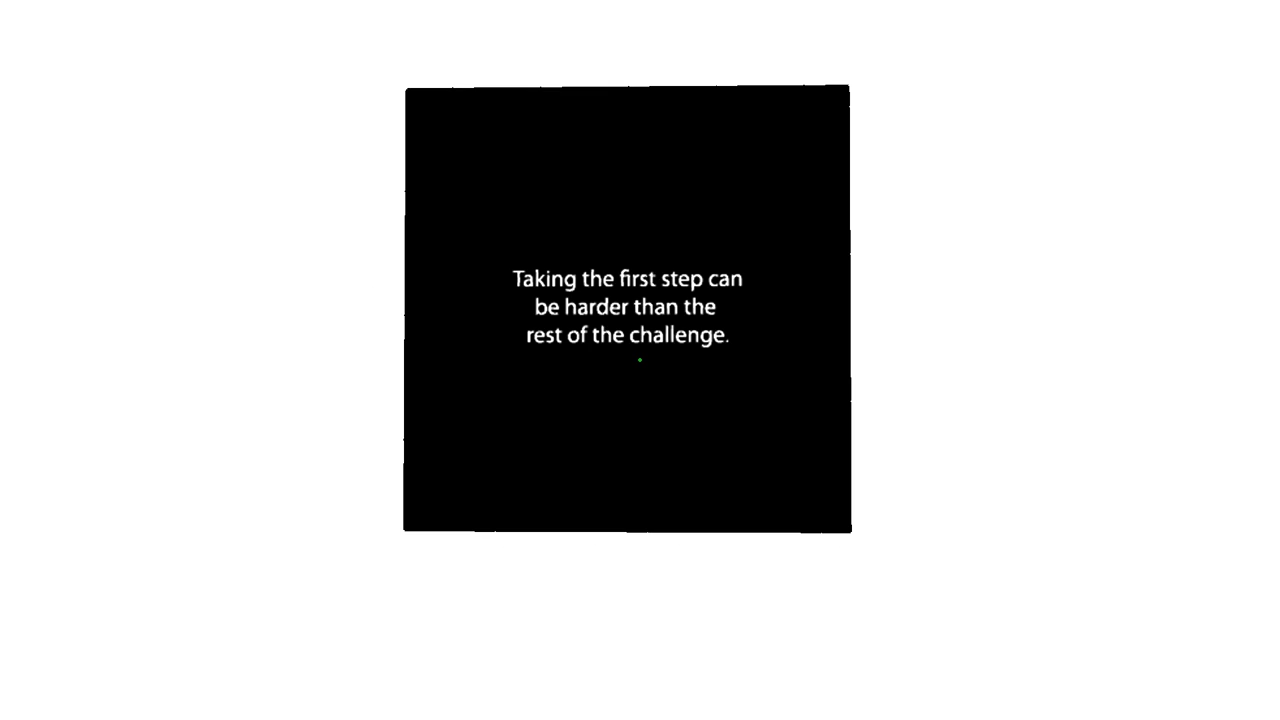 Taking the first step can
be harder than the
rest of the challenge.